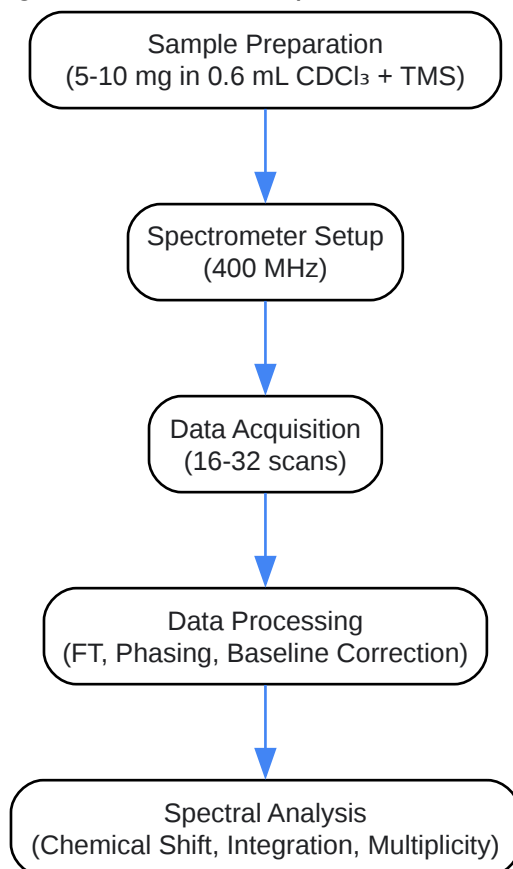 Sample Preparation
(5-10 mg in 0.6 mL CDCl₃ + TMS)
Spectrometer Setup
(400 MHz)
Data Acquisition
(16-32 scans)
Data Processing
(FT, Phasing, Baseline Correction)
Spectral Analysis
(Chemical Shift, Integration, Multiplicity)